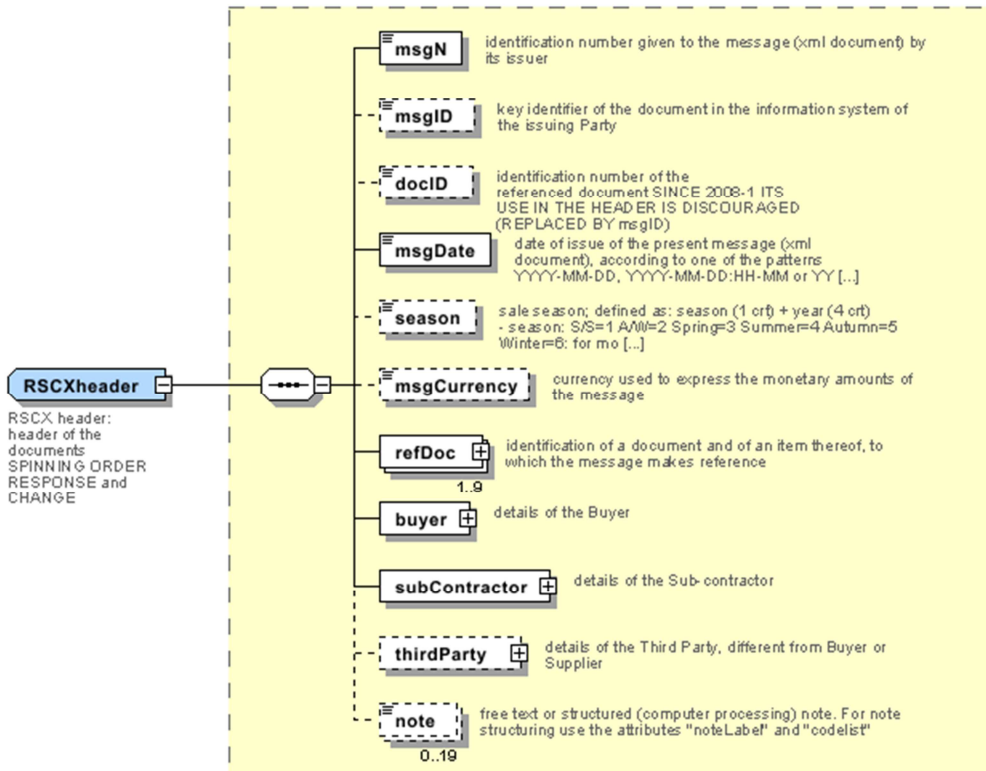 msgN
identification number given to the message (xml document) by
its issuer
msgID
key identifier of the document in the information system of
the issuing Party
docID
identification number of the
referenced document SINCE 2008-1 ITS
USE IN THE HEADER IS DISCOURAGED
(REPLACED BY msgID)
msgDate
date of issue of the present message (xml
document), according to one of the patterns
YYYY-MM-DD, YYYY-MM-DD:HH-MM or YY [...]
season
sale season; defined as: season (1 crt) + year (4 crt)
- season: S/S=1 A/W=2 Spring=3 Summer=4 Autumn=5
Winter=6: for mo [...]
RSCXheader
RSCX header:
header of the
documents
SPINNING ORDER
RESPONSE and
CHANGE
msgCurrency
currency used to express the monetary amounts of
the message
refDoc
1..9
identification of a document and of an item thereof, to
which the message makes reference
buyer
details of the Buyer
subContractor
details of the Sub-contractor
thirdParty
details of the Third Party, different from Buyer or
Supplier
note
0..19
free text or structured (computer processing) note. For note
structuring use the attributes "noteLabel" and "codelist"